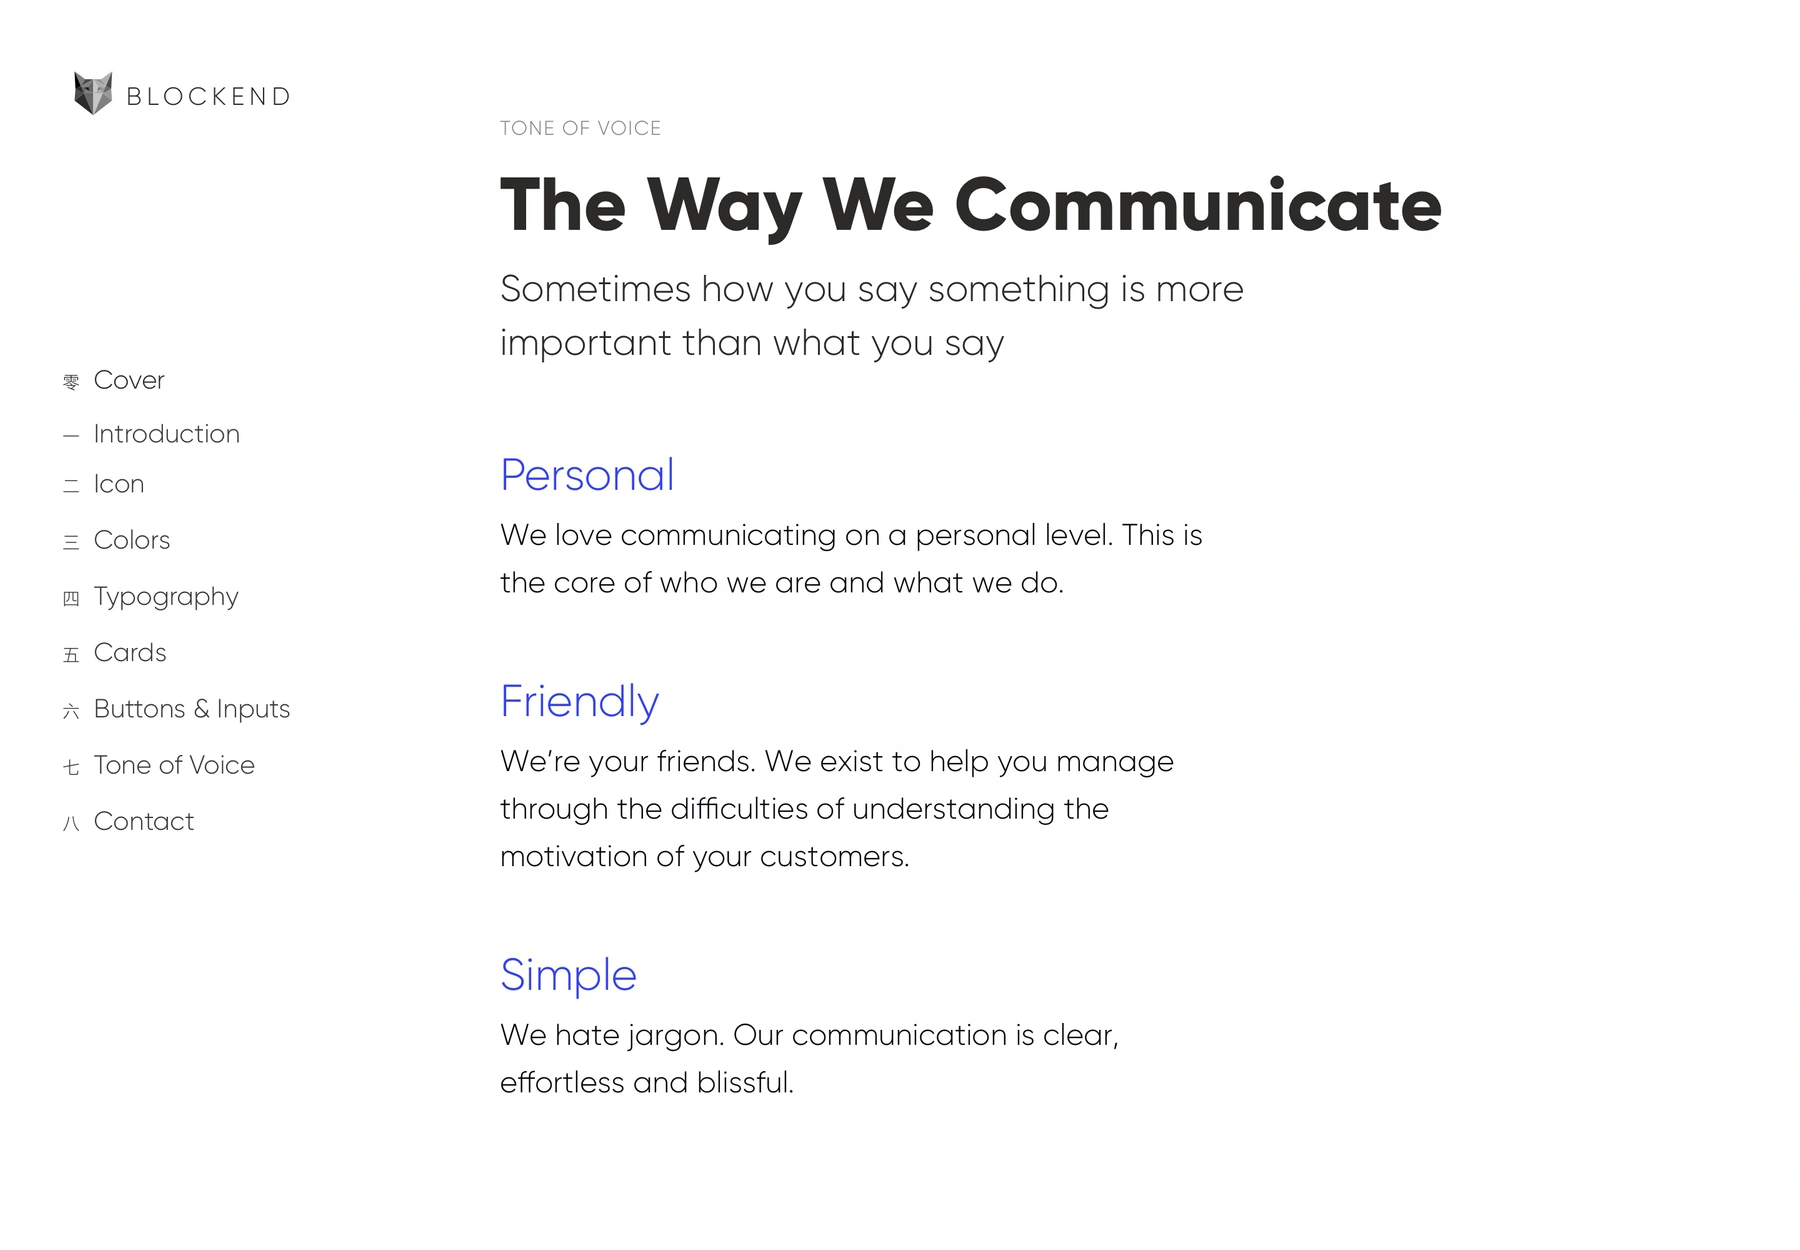 BLOCKEND
零 Cover
一 Introduction
二 Icon
三 Colors
四 Typography
五 Cards
六 Buttons & Inputs
七 Tone of Voice
八 Contact
TONE OF VOICE
The Way We Communicate
Sometimes how you say something is more
important than what you say
Personal
We love communicating on a personal level. This is
the core of who we are and what we do.
Friendly
We’re your friends. We exist to help you manage
through the difficulties of understanding the
motivation of your customers.
Simple
We hate jargon. Our communication is clear,
effortless and blissful.